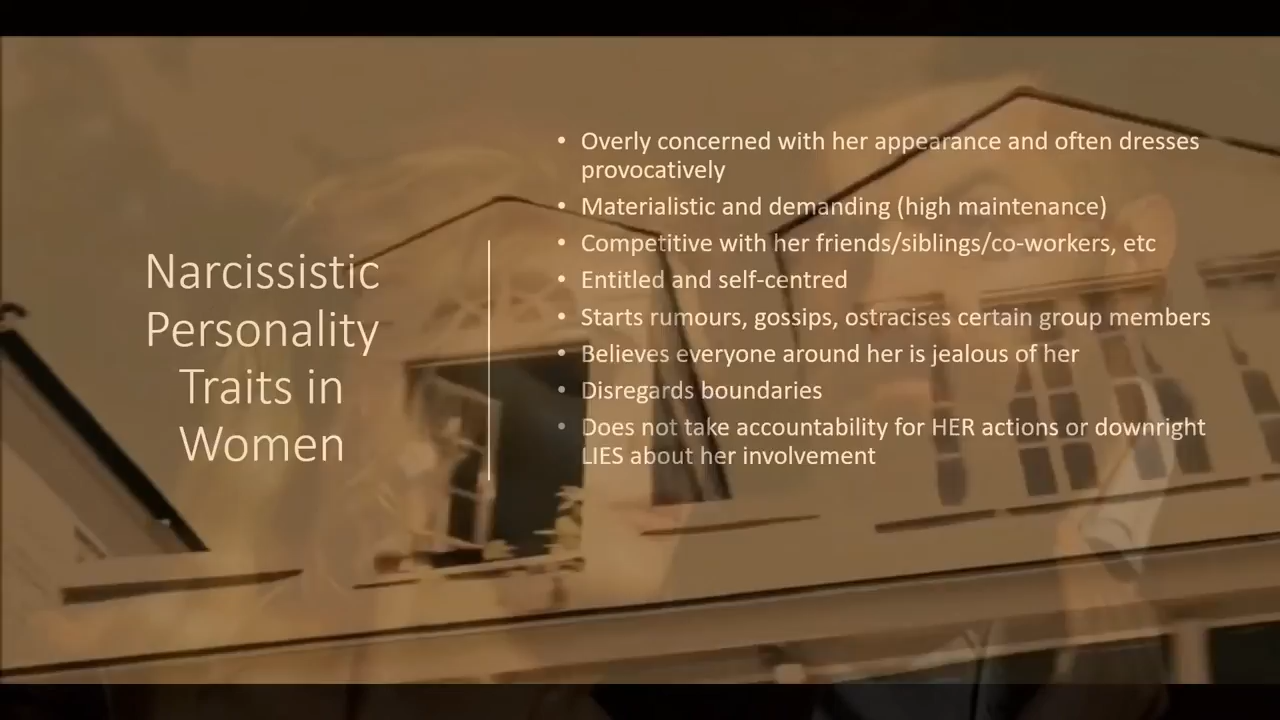 Narcissistic
Personality
Traits in
Women
• Overly concerned with her appearance and often dresses
provocatively
• Materialistic and demanding (high maintenance)
• Competitive with her friends/siblings/co-workers, etc
• Entitled and self-centred
• Starts rumours, gossips, ostracises certain group members
• Believes everyone around her is jealous of her
• Disregards boundaries
• Does not take accountability for HER actions or downright
LIES about her involvement